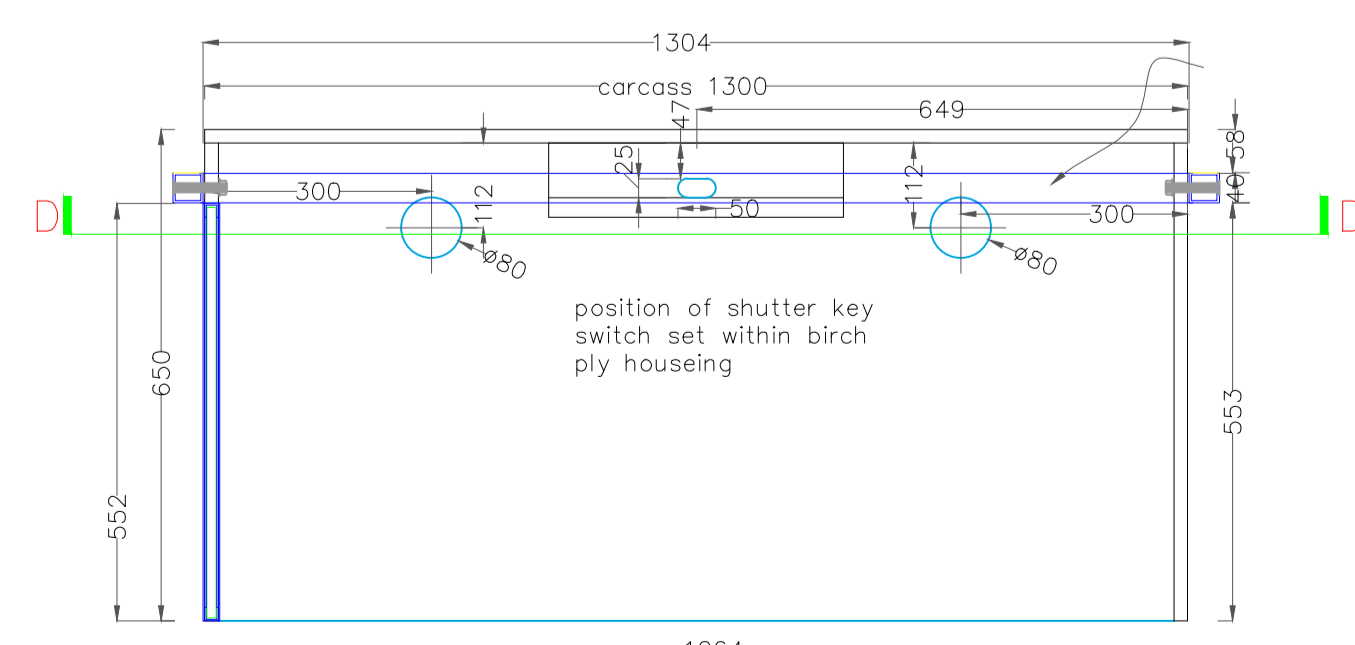 1304
carcass 1300
649
47
58
25
112
40
300
112
50
300
D
D
ø80
ø80
position of shutter key
switch set within birch
ply houseing
650
553
552